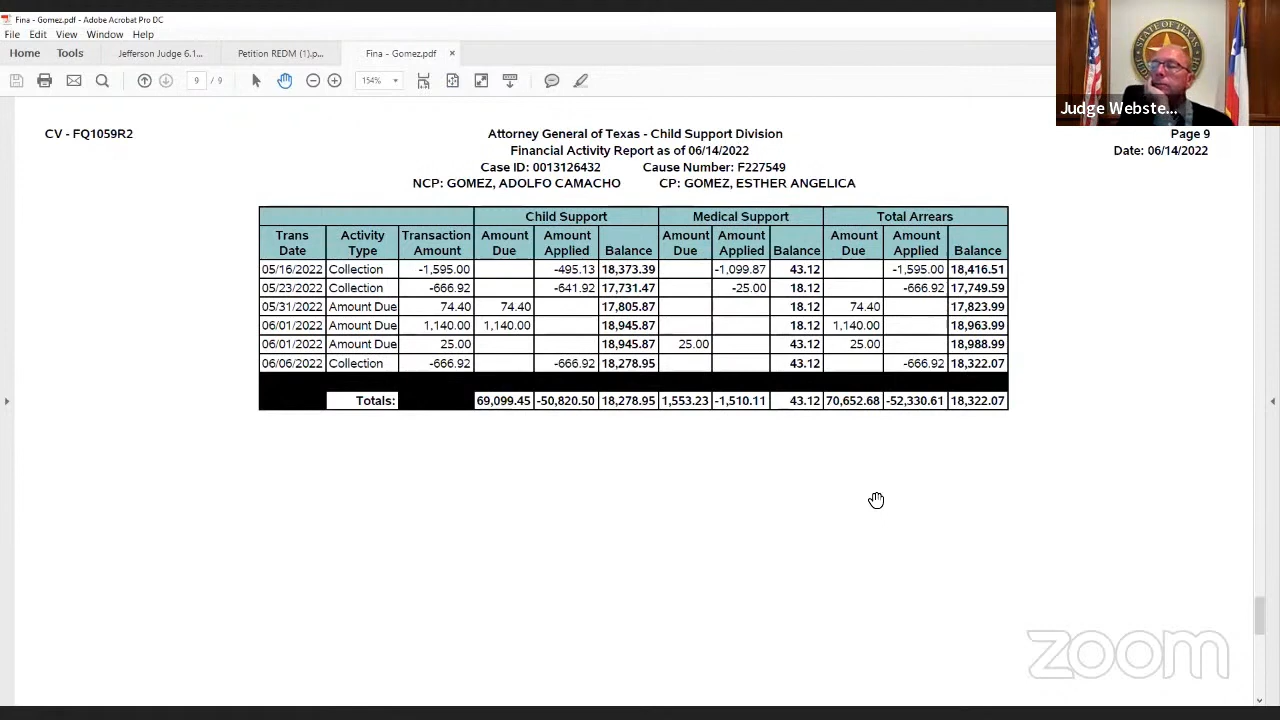 Fina - Gomez.pdf - Adobe Acrobat Pro DC
File Edit View Window Help
Home Tools Jefferson Judge 6.1... Petition REDM (1).p... Fina - Gomez.pdf ×
9 / 9 154%
Judge Webste...
CV - FQ1059R2 Attorney General of Texas - Child Support Division Page 9
Financial Activity Report as of 06/14/2022 Date: 06/14/2022
Case ID: 0013126432 Cause Number: F227549
NCP: GOMEZ, ADOLFO CAMACHO CP: GOMEZ, ESTHER ANGELICA
Child Support Medical Support Total Arrears
Trans Activity Transaction Amount Amount Amount Amount Amount Amount
Date Type Amount Due Applied Balance Due Applied Balance Due Applied Balance
05/16/2022 Collection -1,595.00 -495.13 18,373.39 -1,099.87 43.12 -1,595.00 18,416.51
05/23/2022 Collection -666.92 -641.92 17,731.47 -25.00 18.12 -666.92 17,749.59
05/31/2022 Amount Due 74.40 74.40 17,805.87 18.12 74.40 17,823.99
06/01/2022 Amount Due 1,140.00 1,140.00 18,945.87 18.12 1,140.00 18,963.99
06/01/2022 Amount Due 25.00 18,945.87 25.00 43.12 25.00 18,988.99
06/06/2022 Collection -666.92 -666.92 18,278.95 43.12 -666.92 18,322.07
Totals: 69,099.45 -50,820.50 18,278.95 1,553.23 -1,510.11 43.12 70,652.68 -52,330.61 18,322.07
zoom